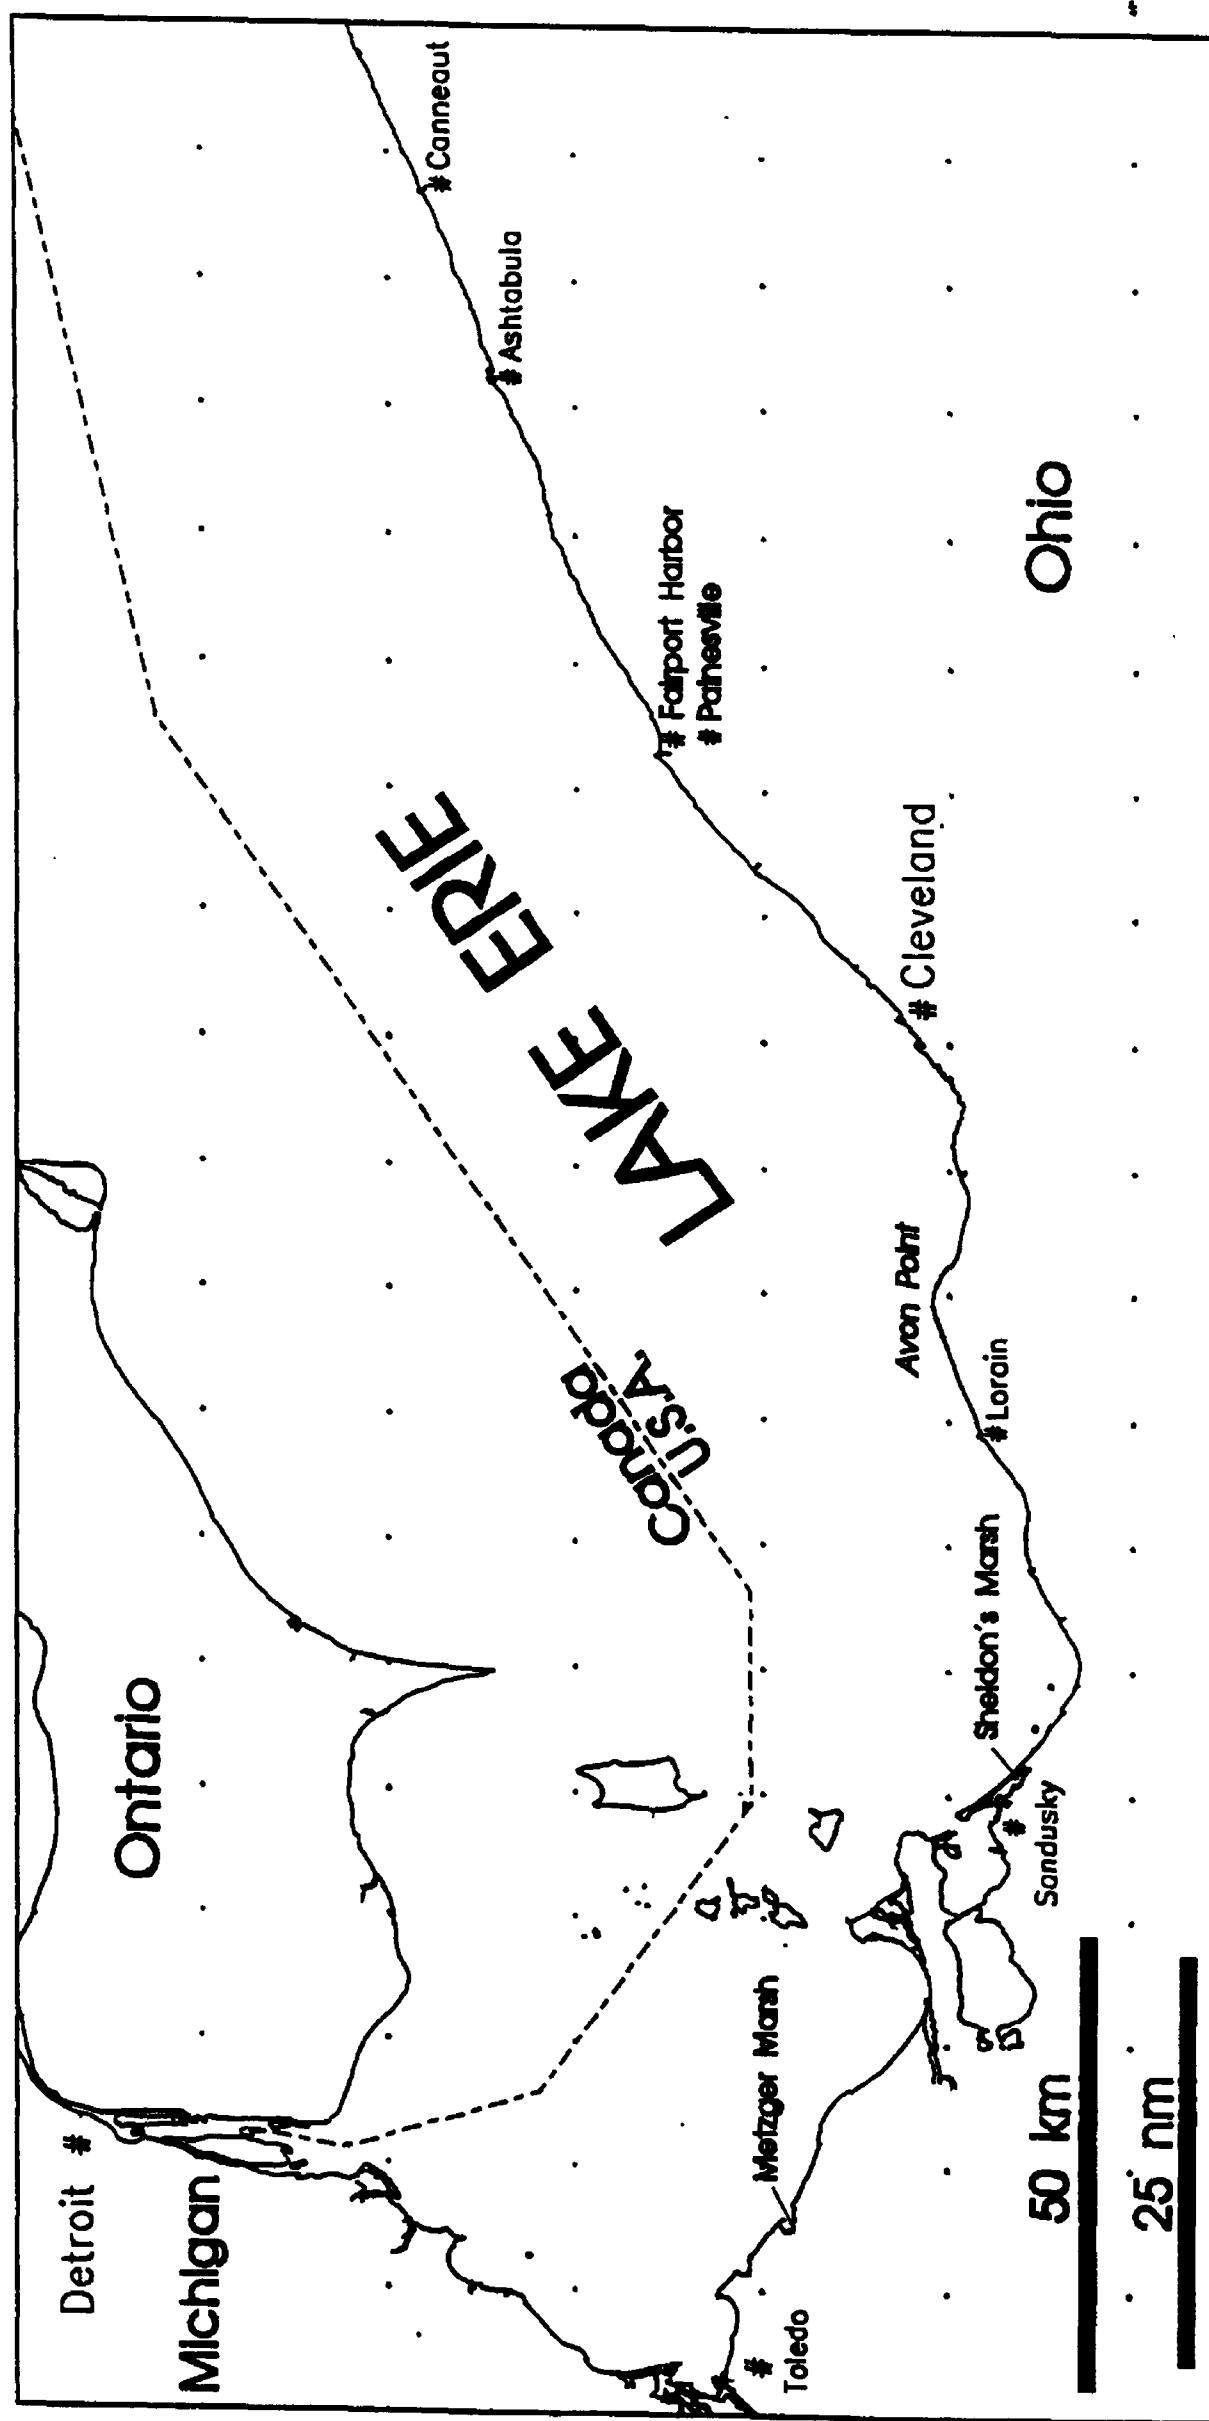 Detroit #
Michigan
Ontario
# Canneaut
# Ashtabula
# Fairport Harbor
# Painesville
LAKE ERIE
Canada
U.S.A.
# Cleveland
Ohio
Avon Point
# Lorain
Sheldon's Marsh
#
Sandusky
Metzger Marsh
#
Toledo
50 km
25 nm